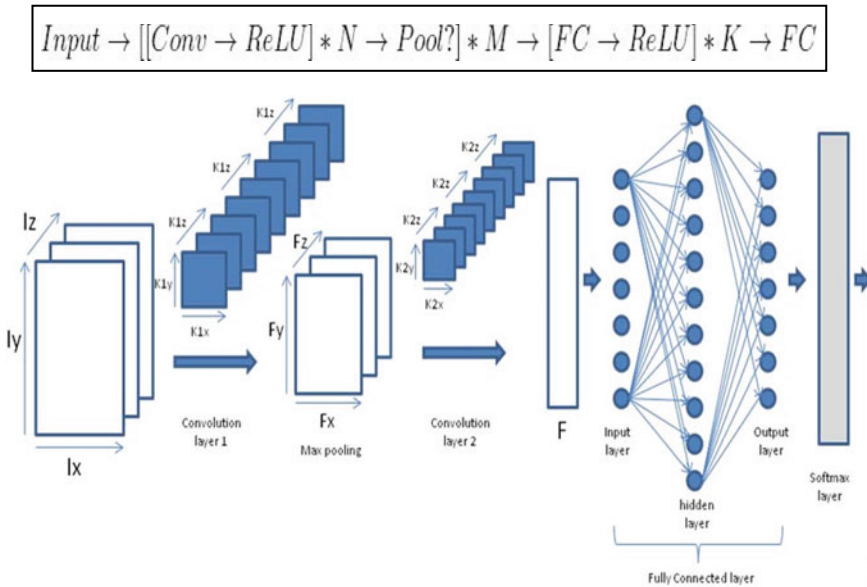 Input → [[Conv → ReLU] * N → Pool?] * M → [FC → ReLU] * K → FC
K1z
K1z
K1z
K1z
K1y
K1x
K2z
K2z
K2z
K2z
K2y
K2x
Iz
Iy
Ix
Fz
Fy
Fx
F
Convolution
layer 1
Max pooling
Convolution
layer 2
Input
layer
hidden
layer
Output
layer
Softmax
layer
Fully Connected layer